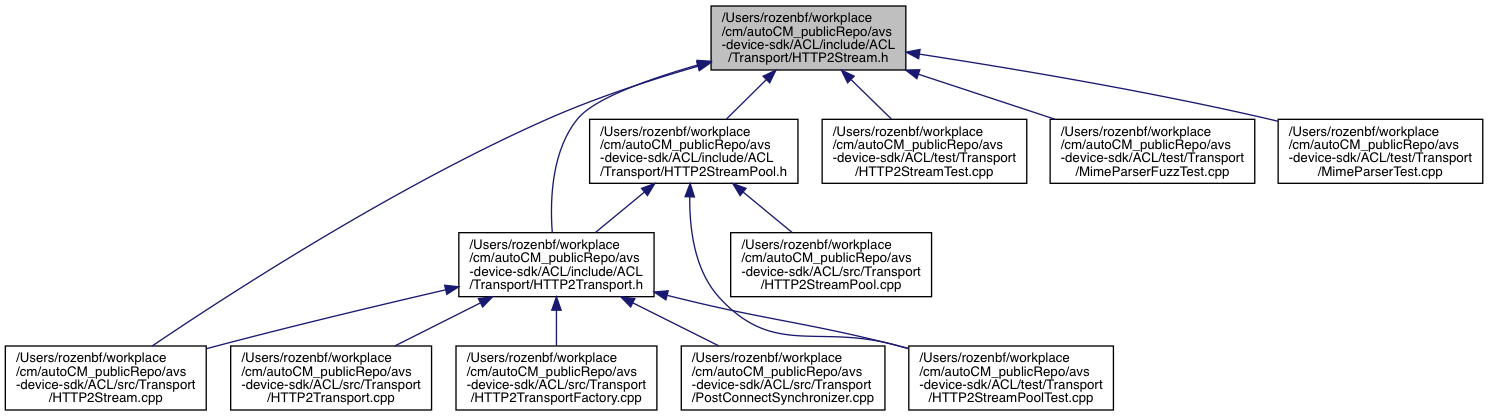 /Users/rozenbf/workplace
/cm/autoCM_publicRepo/avs
-device-sdk/ACL/include/ACL
/Transport/HTTP2Stream.h
/Users/rozenbf/workplace
/cm/autoCM_publicRepo/avs
-device-sdk/ACL/include/ACL
/Transport/HTTP2StreamPool.h
/Users/rozenbf/workplace
/cm/autoCM_publicRepo/avs
-device-sdk/ACL/test/Transport
/HTTP2StreamTest.cpp
/Users/rozenbf/workplace
/cm/autoCM_publicRepo/avs
-device-sdk/ACL/test/Transport
/MimeParserFuzzTest.cpp
/Users/rozenbf/workplace
/cm/autoCM_publicRepo/avs
-device-sdk/ACL/test/Transport
/MimeParserTest.cpp
/Users/rozenbf/workplace
/cm/autoCM_publicRepo/avs
-device-sdk/ACL/include/ACL
/Transport/HTTP2Transport.h
/Users/rozenbf/workplace
/cm/autoCM_publicRepo/avs
-device-sdk/ACL/src/Transport
/HTTP2StreamPool.cpp
/Users/rozenbf/workplace
/cm/autoCM_publicRepo/avs
-device-sdk/ACL/src/Transport
/HTTP2Stream.cpp
/Users/rozenbf/workplace
/cm/autoCM_publicRepo/avs
-device-sdk/ACL/src/Transport
/HTTP2Transport.cpp
/Users/rozenbf/workplace
/cm/autoCM_publicRepo/avs
-device-sdk/ACL/src/Transport
/HTTP2TransportFactory.cpp
/Users/rozenbf/workplace
/cm/autoCM_publicRepo/avs
-device-sdk/ACL/src/Transport
/PostConnectSynchronizer.cpp
/Users/rozenbf/workplace
/cm/autoCM_publicRepo/avs
-device-sdk/ACL/test/Transport
/HTTP2StreamPoolTest.cpp